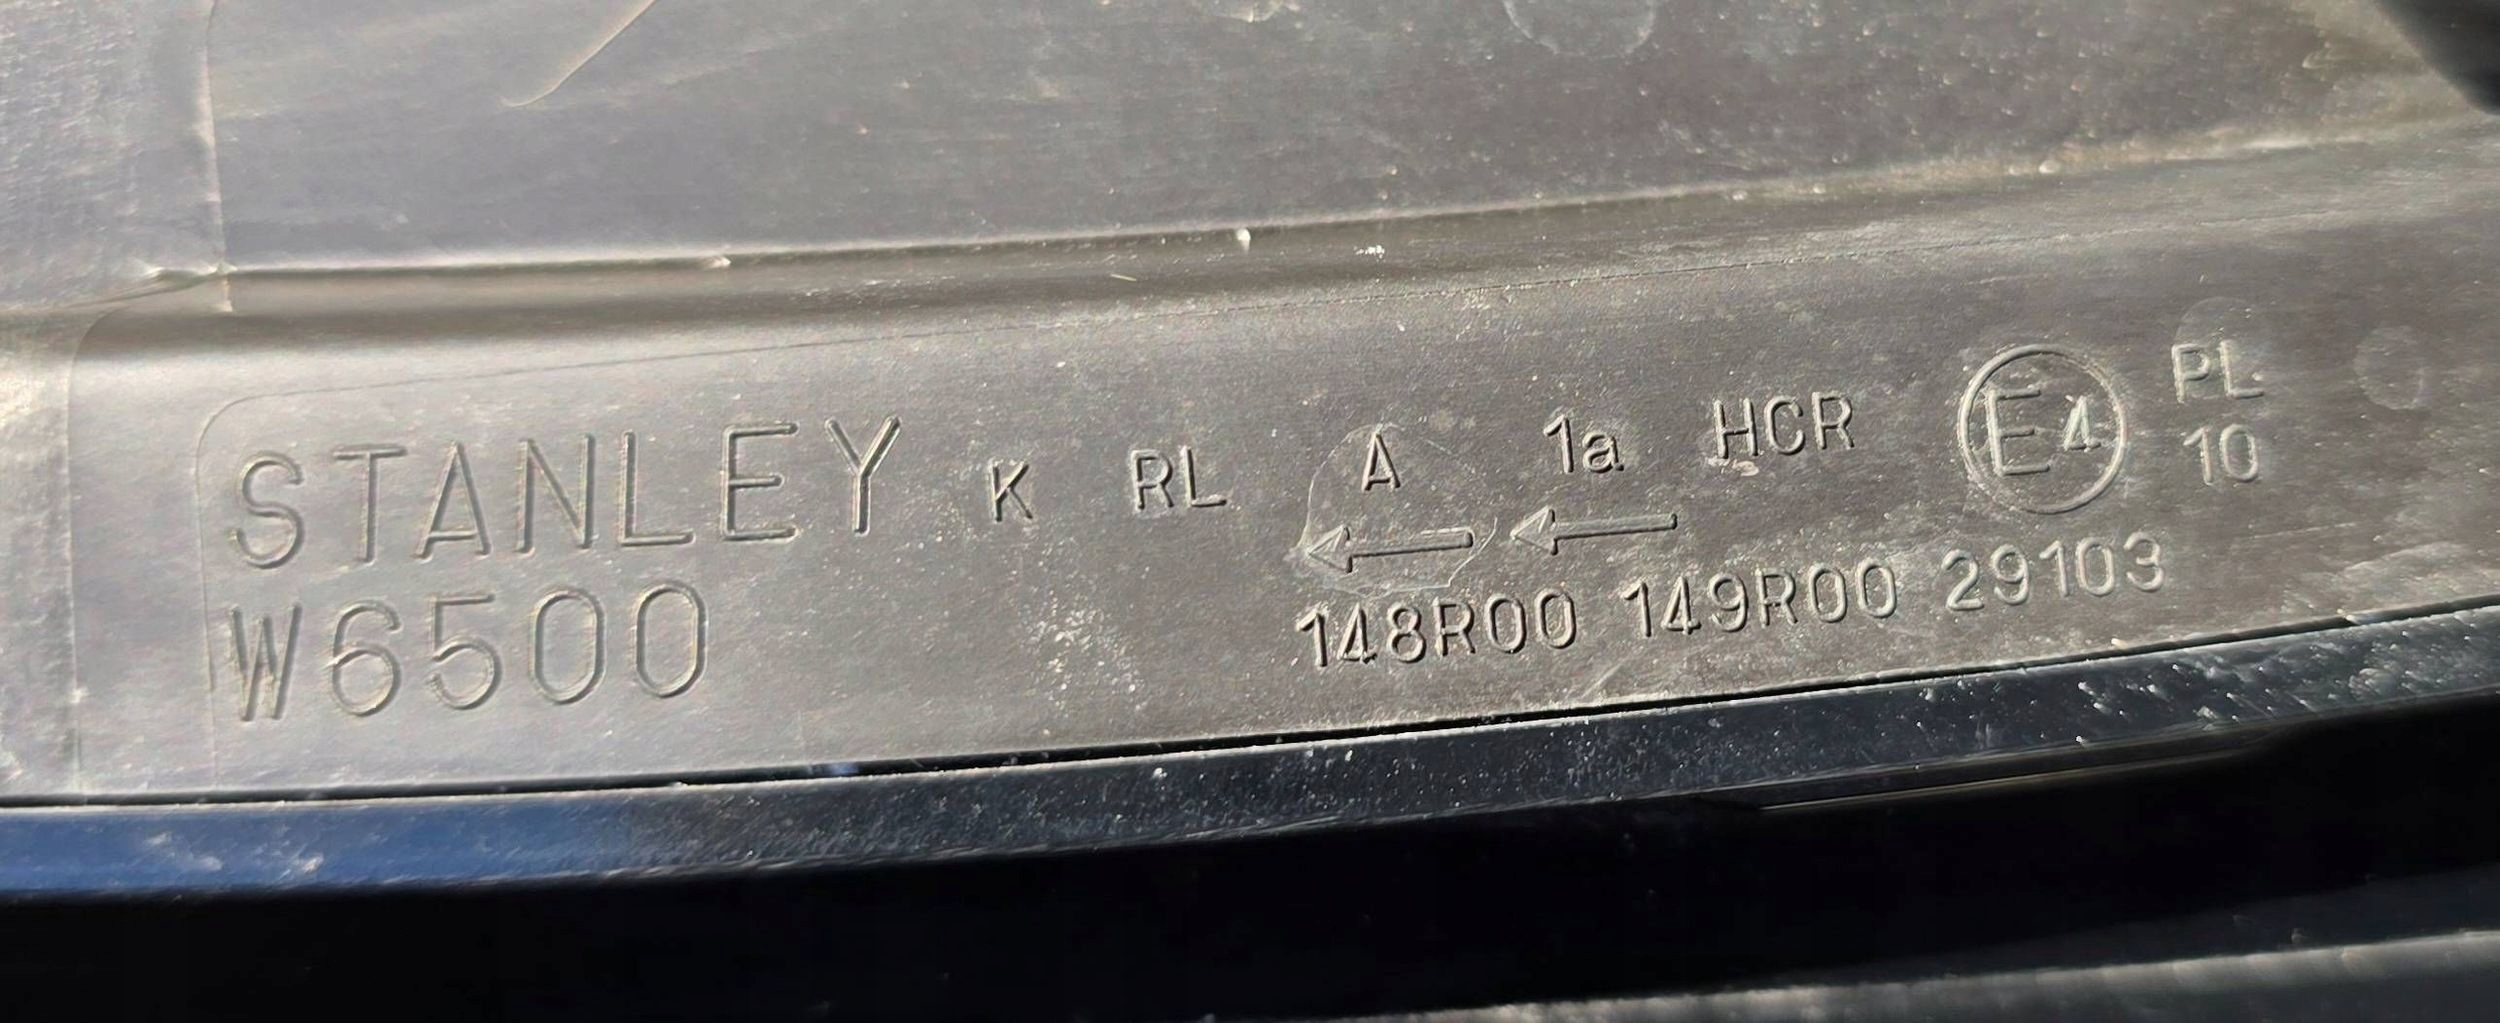 STANLEY K RL A 1a HCR E4 PL
10
← ←
W6500 148R00 149R00 29103